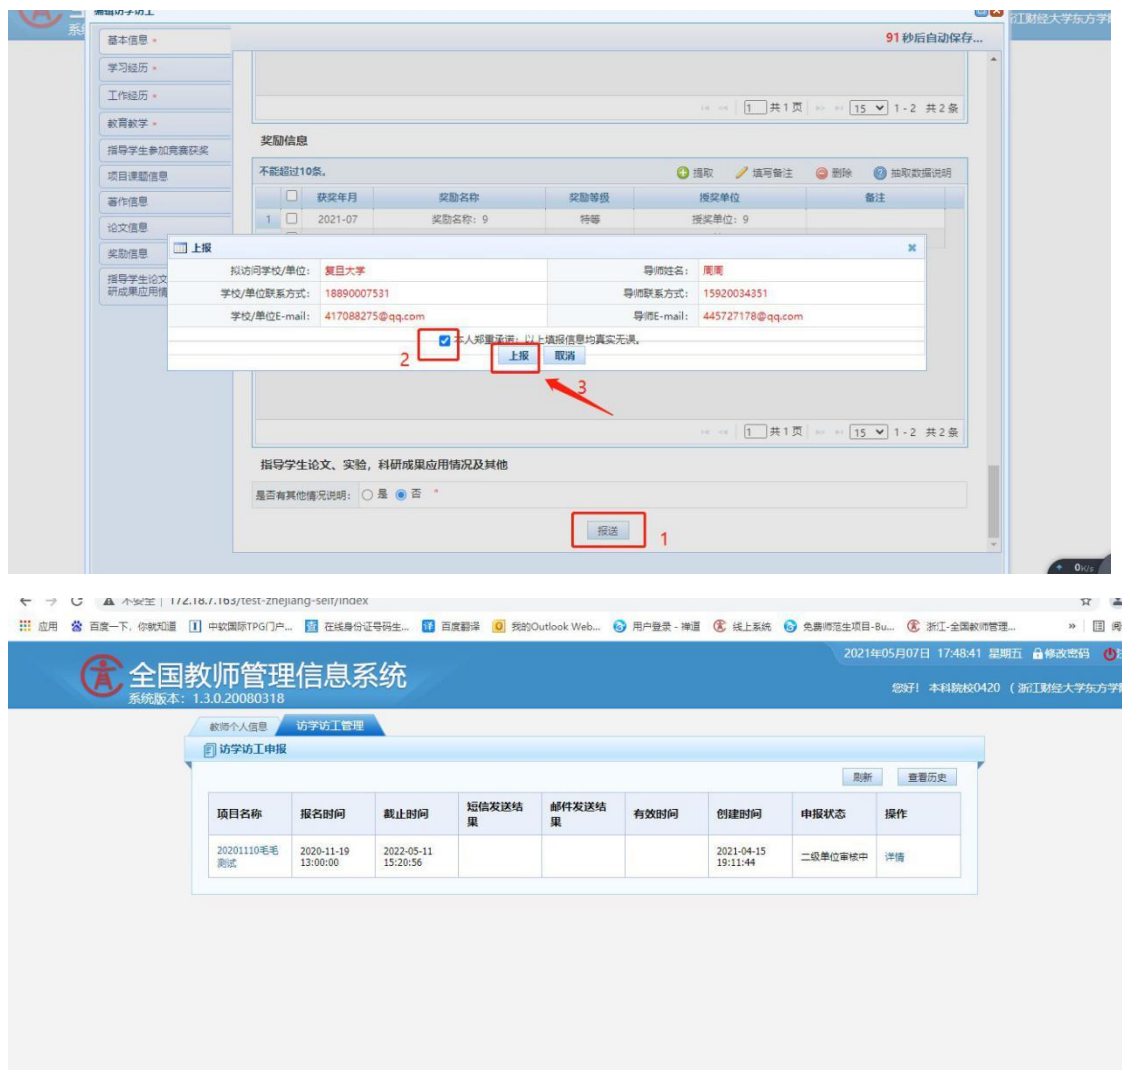 编辑访学访工
浙江财经大学东方学
基本信息 *
91 秒后自动保存...
学习经历 *
工作经历 *
1 共 1 页 15 1 - 2 共 2 条
教育教学 *
奖励信息
指导学生参加竞赛获奖
不能超过10条。 提取 填写备注 删除 抽取数据说明
项目课题信息
获奖年月 奖励名称 奖励等级 授奖单位 备注
著作信息
1 2021-07 奖励名称: 9 特等 授奖单位: 9
论文信息
奖励信息
上报
拟访问学校/单位: 复旦大学 导师姓名: 周周
指导学生论文
研成果应用情
学校/单位联系方式: 18890007531 导师联系方式: 15920034351
学校/单位E-mail: 417088275@qq.com 导师E-mail: 445727178@qq.com
本人郑重承诺: 以上填报信息均真实无误。
2
上报 取消
3
1 共 1 页 15 1 - 2 共 2 条
指导学生论文、实验，科研成果应用情况及其他
是否有其他情况说明: 是 否 *
报送
1
0K/s
不安全 | 172.18.7.163/test-zhejiang-self/index
应用 百度一下，你就知道 中软国际TPG门户... 在线身份证号码生... 百度翻译 我的Outlook Web... 用户登录 - 禅道 线上系统 免费师范生项目-Bu... 浙江-全国教师管理... »
2021年05月07日 17:48:41 星期五 修改密码
全国教师管理信息系统
系统版本: 1.3.0.20080318
您好! 本科院校0420 （ 浙江财经大学东方学
教师个人信息 访学访工管理
访学访工申报
刷新 查看历史
项目名称 报名时间 截止时间 短信发送结果 邮件发送结果 有效时间 创建时间 申报状态 操作
20201110毛毛测试 2020-11-19 13:00:00 2022-05-11 15:20:56 2021-04-15 19:11:44 二级单位审核中 详情